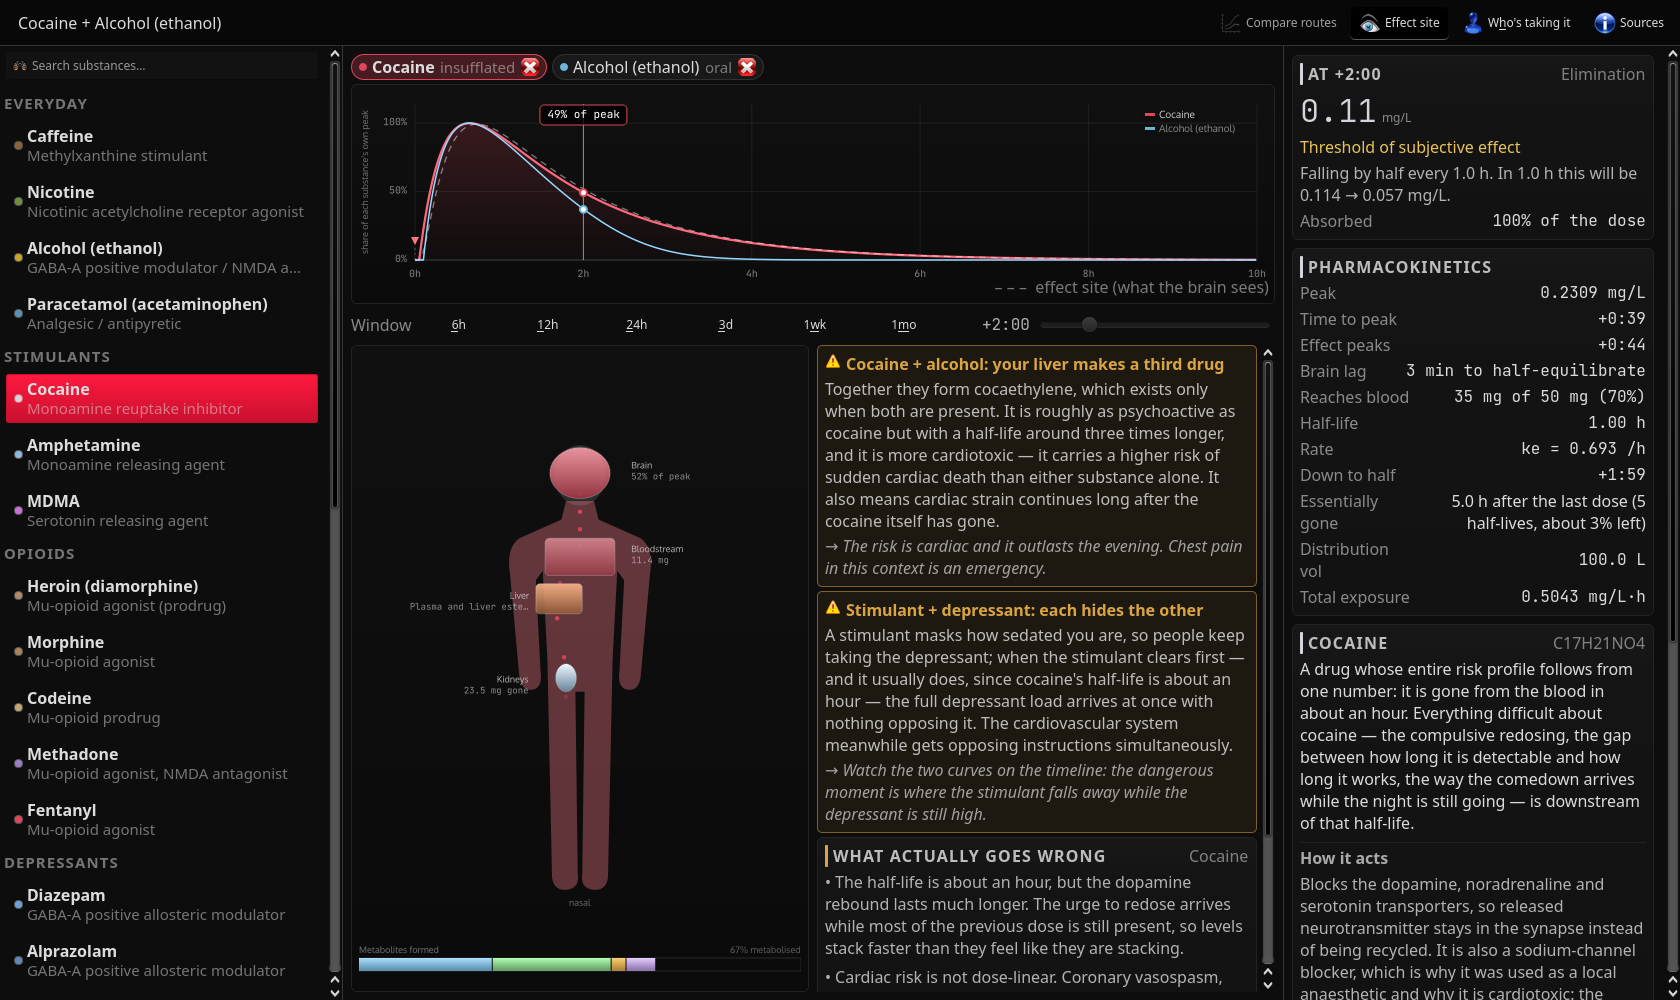 Cocaine + Alcohol (ethanol)
Compare routes
Effect site
Who's taking it
Sources
Search substances...
EVERYDAY
Caffeine
Methylxanthine stimulant
Nicotine
Nicotinic acetylcholine receptor agonist
Alcohol (ethanol)
GABA-A positive modulator / NMDA a...
Paracetamol (acetaminophen)
Analgesic / antipyretic
STIMULANTS
Cocaine
Monoamine reuptake inhibitor
Amphetamine
Monoamine releasing agent
MDMA
Serotonin releasing agent
OPIOIDS
Heroin (diamorphine)
Mu-opioid agonist (prodrug)
Morphine
Mu-opioid agonist
Codeine
Mu-opioid prodrug
Methadone
Mu-opioid agonist, NMDA antagonist
Fentanyl
Mu-opioid agonist
DEPRESSANTS
Diazepam
GABA-A positive allosteric modulator
Alprazolam
GABA-A positive allosteric modulator
Cocaine insufflated
Alcohol (ethanol) oral
share of each substance's own peak
100%
50%
0%
49% of peak
Cocaine
Alcohol (ethanol)
0h
2h
4h
6h
8h
10h
--- effect site (what the brain sees)
Window
6h
12h
24h
3d
1wk
1mo
+2:00
Brain
52% of peak
Bloodstream
11.4 mg
Liver
Plasma and liver este…
Kidneys
23.5 mg gone
nasal
Metabolites formed
67% metabolised
Cocaine + alcohol: your liver makes a third drug
Together they form cocaethylene, which exists only
when both are present. It is roughly as psychoactive as
cocaine but with a half-life around three times longer,
and it is more cardiotoxic — it carries a higher risk of
sudden cardiac death than either substance alone. It
also means cardiac strain continues long after the
cocaine itself has gone.
→ The risk is cardiac and it outlasts the evening. Chest pain
in this context is an emergency.
Stimulant + depressant: each hides the other
A stimulant masks how sedated you are, so people keep
taking the depressant; when the stimulant clears first —
and it usually does, since cocaine's half-life is about an
hour — the full depressant load arrives at once with
nothing opposing it. The cardiovascular system
meanwhile gets opposing instructions simultaneously.
→ Watch the two curves on the timeline: the dangerous
moment is where the stimulant falls away while the
depressant is still high.
WHAT ACTUALLY GOES WRONG
Cocaine
• The half-life is about an hour, but the dopamine
rebound lasts much longer. The urge to redose arrives
while most of the previous dose is still present, so levels
stack faster than they feel like they are stacking.
• Cardiac risk is not dose-linear. Coronary vasospasm,
AT +2:00
Elimination
0.11 mg/L
Threshold of subjective effect
Falling by half every 1.0 h. In 1.0 h this will be
0.114 → 0.057 mg/L.
Absorbed 100% of the dose
PHARMACOKINETICS
Peak 0.2309 mg/L
Time to peak +0:39
Effect peaks +0:44
Brain lag 3 min to half-equilibrate
Reaches blood 35 mg of 50 mg (70%)
Half-life 1.00 h
Rate ke = 0.693 /h
Down to half +1:59
Essentially gone 5.0 h after the last dose (5
half-lives, about 3% left)
Distribution vol 100.0 L
Total exposure 0.5043 mg/L·h
COCAINE
C17H21NO4
A drug whose entire risk profile follows from
one number: it is gone from the blood in
about an hour. Everything difficult about
cocaine — the compulsive redosing, the gap
between how long it is detectable and how
long it works, the way the comedown arrives
while the night is still going — is downstream
of that half-life.
How it acts
Blocks the dopamine, noradrenaline and
serotonin transporters, so released
neurotransmitter stays in the synapse instead
of being recycled. It is also a sodium-channel
blocker, which is why it was used as a local
anaesthetic and why it is cardiotoxic: the